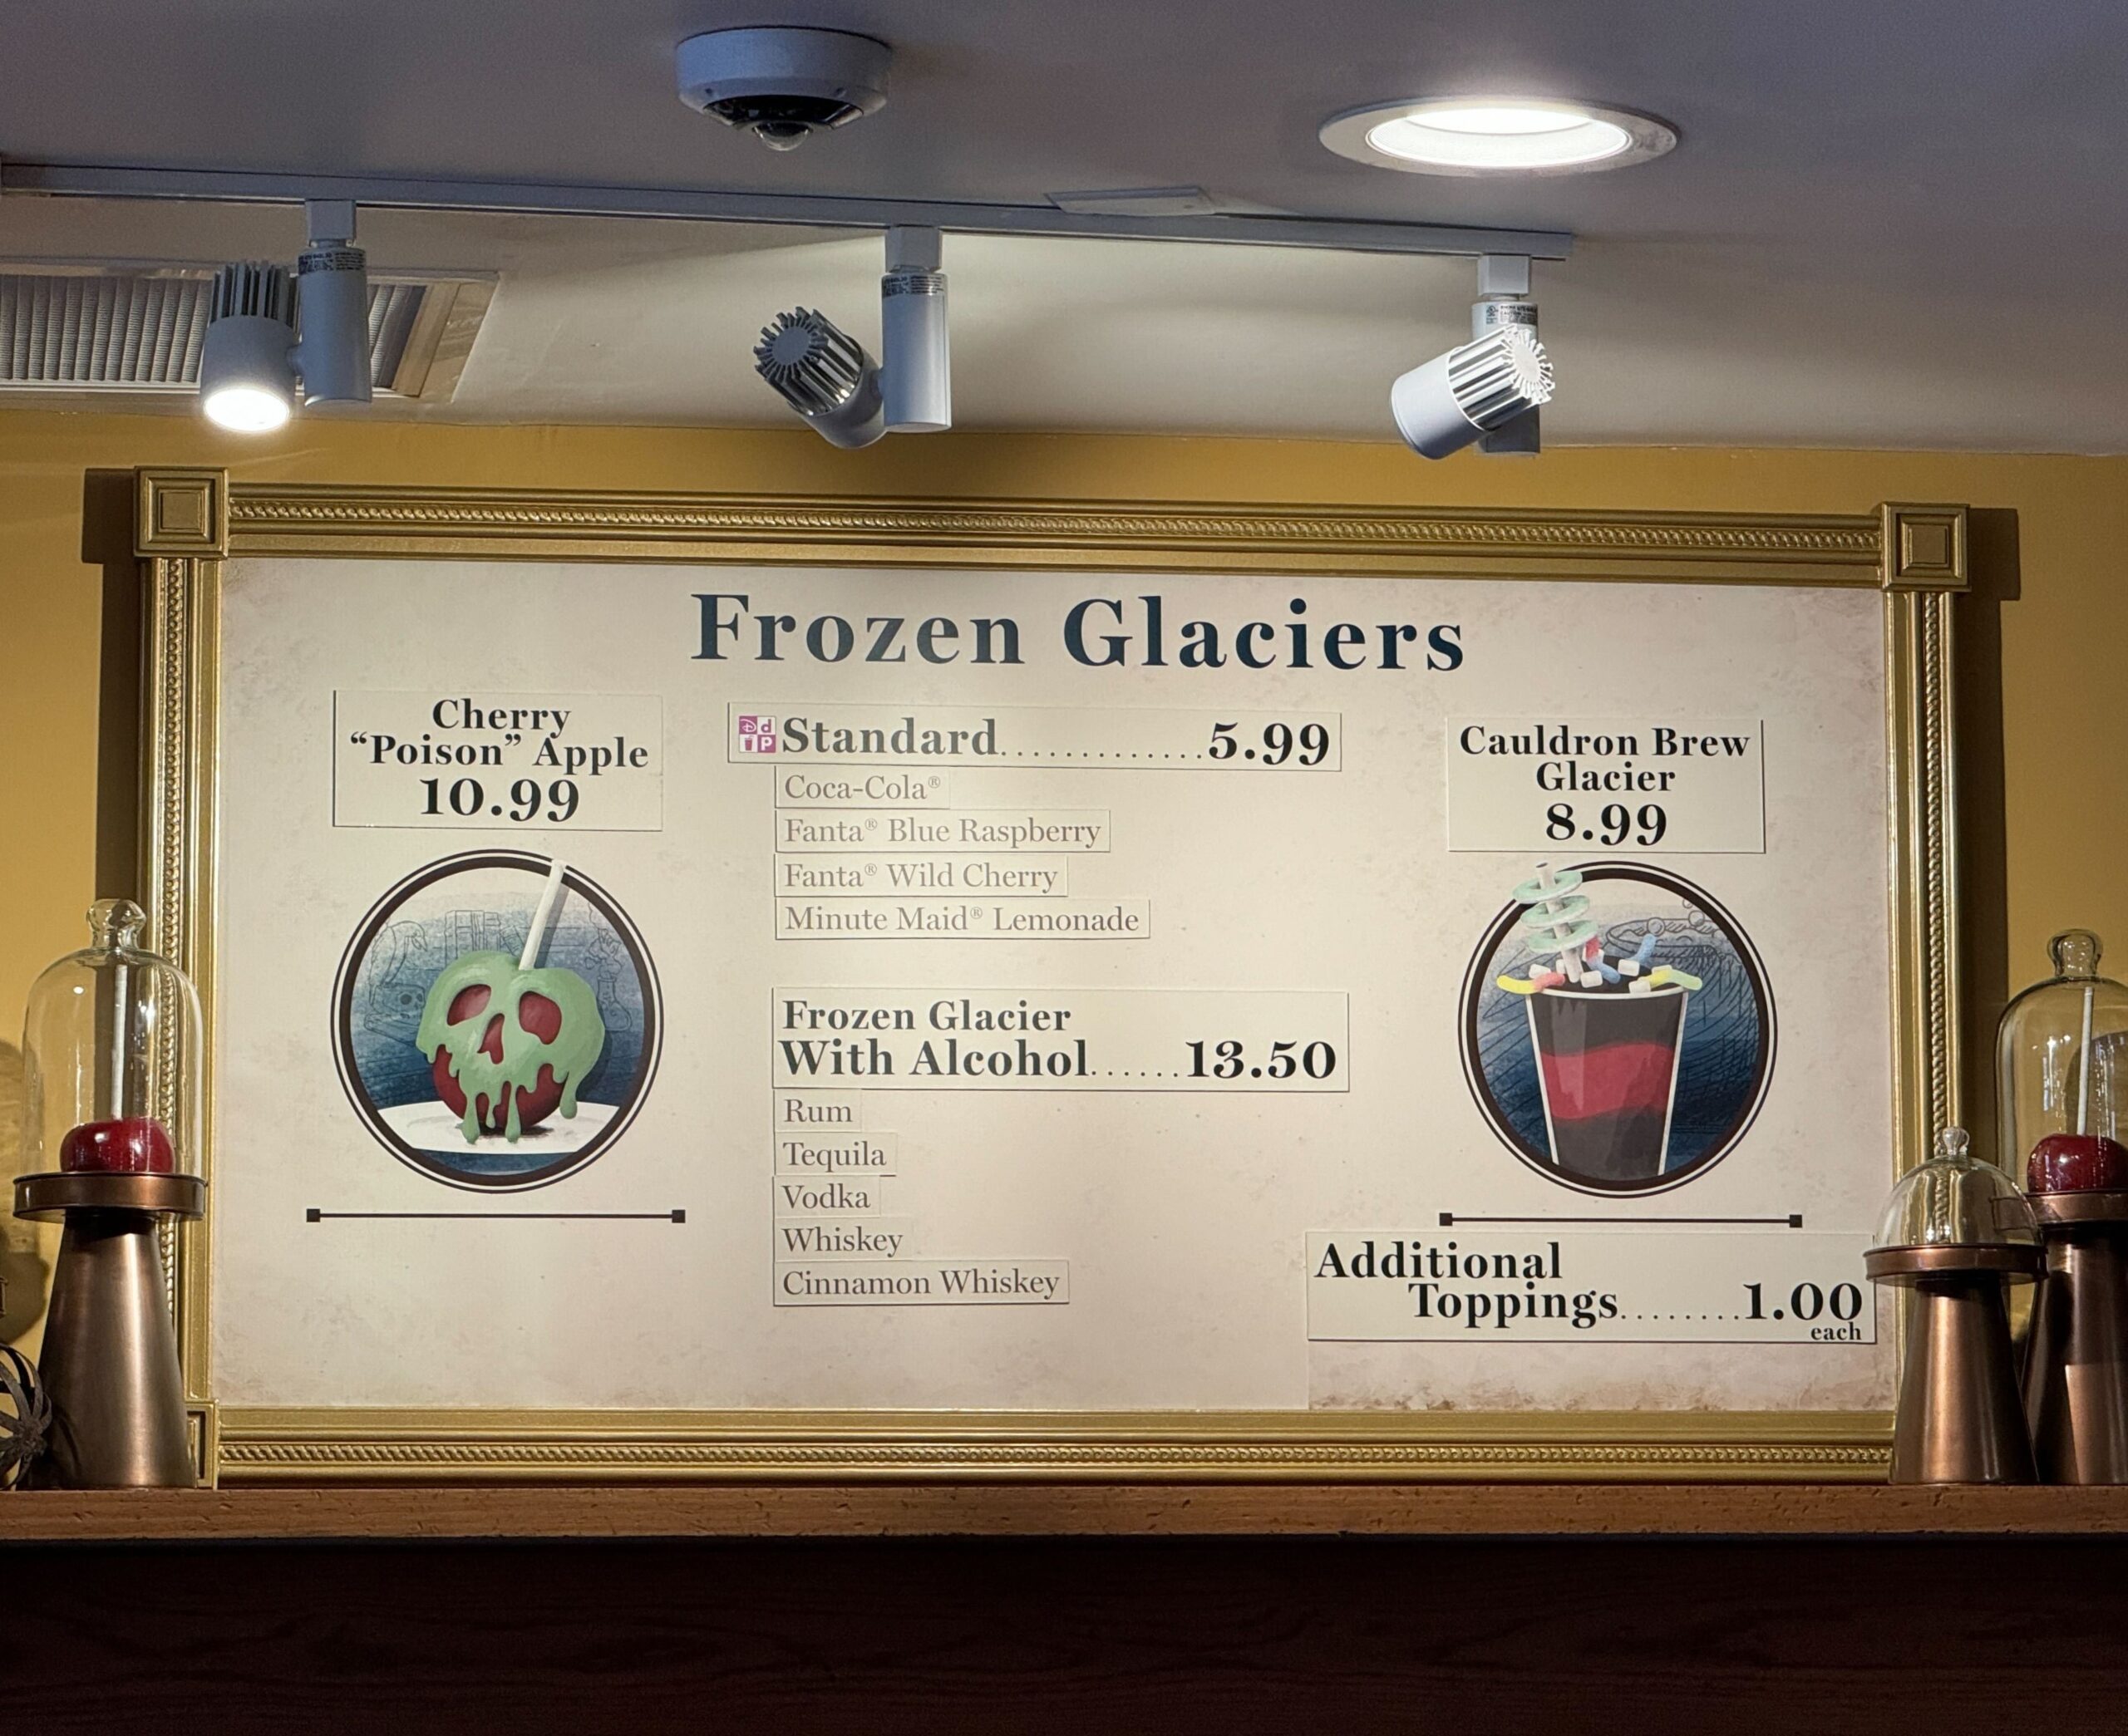 Frozen Glaciers
Cherry
“Poison” Apple
10.99
DdiP Standard.............5.99
Coca-Cola®
Fanta® Blue Raspberry
Fanta® Wild Cherry
Minute Maid® Lemonade
Frozen Glacier
With Alcohol......13.50
Rum
Tequila
Vodka
Whiskey
Cinnamon Whiskey
Cauldron Brew
Glacier
8.99
Additional
Toppings........1.00
each